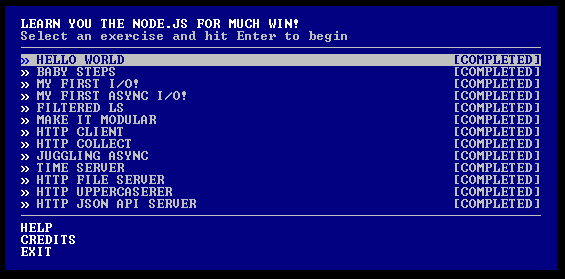 LEARN YOU THE NODE.JS FOR MUCH WIN!
Select an exercise and hit Enter to begin
» HELLO WORLD [COMPLETED]
» BABY STEPS [COMPLETED]
» MY FIRST I/O! [COMPLETED]
» MY FIRST ASYNC I/O! [COMPLETED]
» FILTERED LS [COMPLETED]
» MAKE IT MODULAR [COMPLETED]
» HTTP CLIENT [COMPLETED]
» HTTP COLLECT [COMPLETED]
» JUGGLING ASYNC [COMPLETED]
» TIME SERVER [COMPLETED]
» HTTP FILE SERVER [COMPLETED]
» HTTP UPPERCASERER [COMPLETED]
» HTTP JSON API SERVER [COMPLETED]
HELP
CREDITS
EXIT